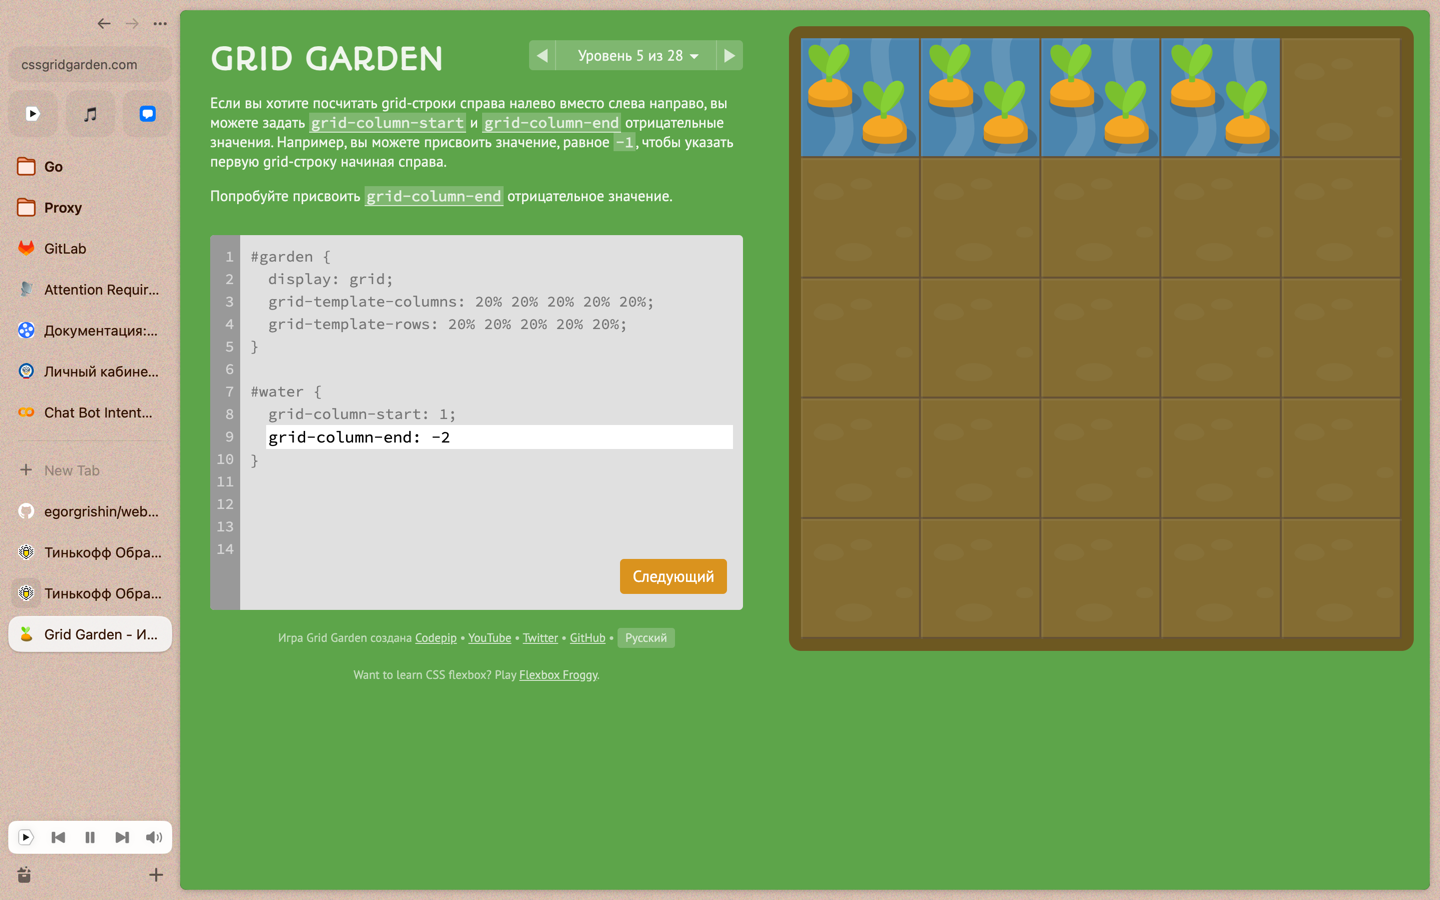 cssgridgarden.com
Go
Proxy
GitLab
Attention Requir...
Документация:...
Личный кабине...
Chat Bot Intent...
New Tab
egorgrishin/web...
Тинькофф Обра...
Тинькофф Обра...
Grid Garden - И...
GRID GARDEN
Уровень 5 из 28
Если вы хотите посчитать grid-строки справа налево вместо слева направо, вы
можете задать grid-column-start и grid-column-end отрицательные
значения. Например, вы можете присвоить значение, равное -1, чтобы указать
первую grid-строку начиная справа.
Попробуйте присвоить grid-column-end отрицательное значение.
1 #garden {
2 display: grid;
3 grid-template-columns: 20% 20% 20% 20% 20%;
4 grid-template-rows: 20% 20% 20% 20% 20%;
5 }
6
7 #water {
8 grid-column-start: 1;
9 grid-column-end: -2
10 }
11
12
13
14
Следующий
Игра Grid Garden создана Codepip • YouTube • Twitter • GitHub • Русский
Want to learn CSS flexbox? Play Flexbox Froggy.